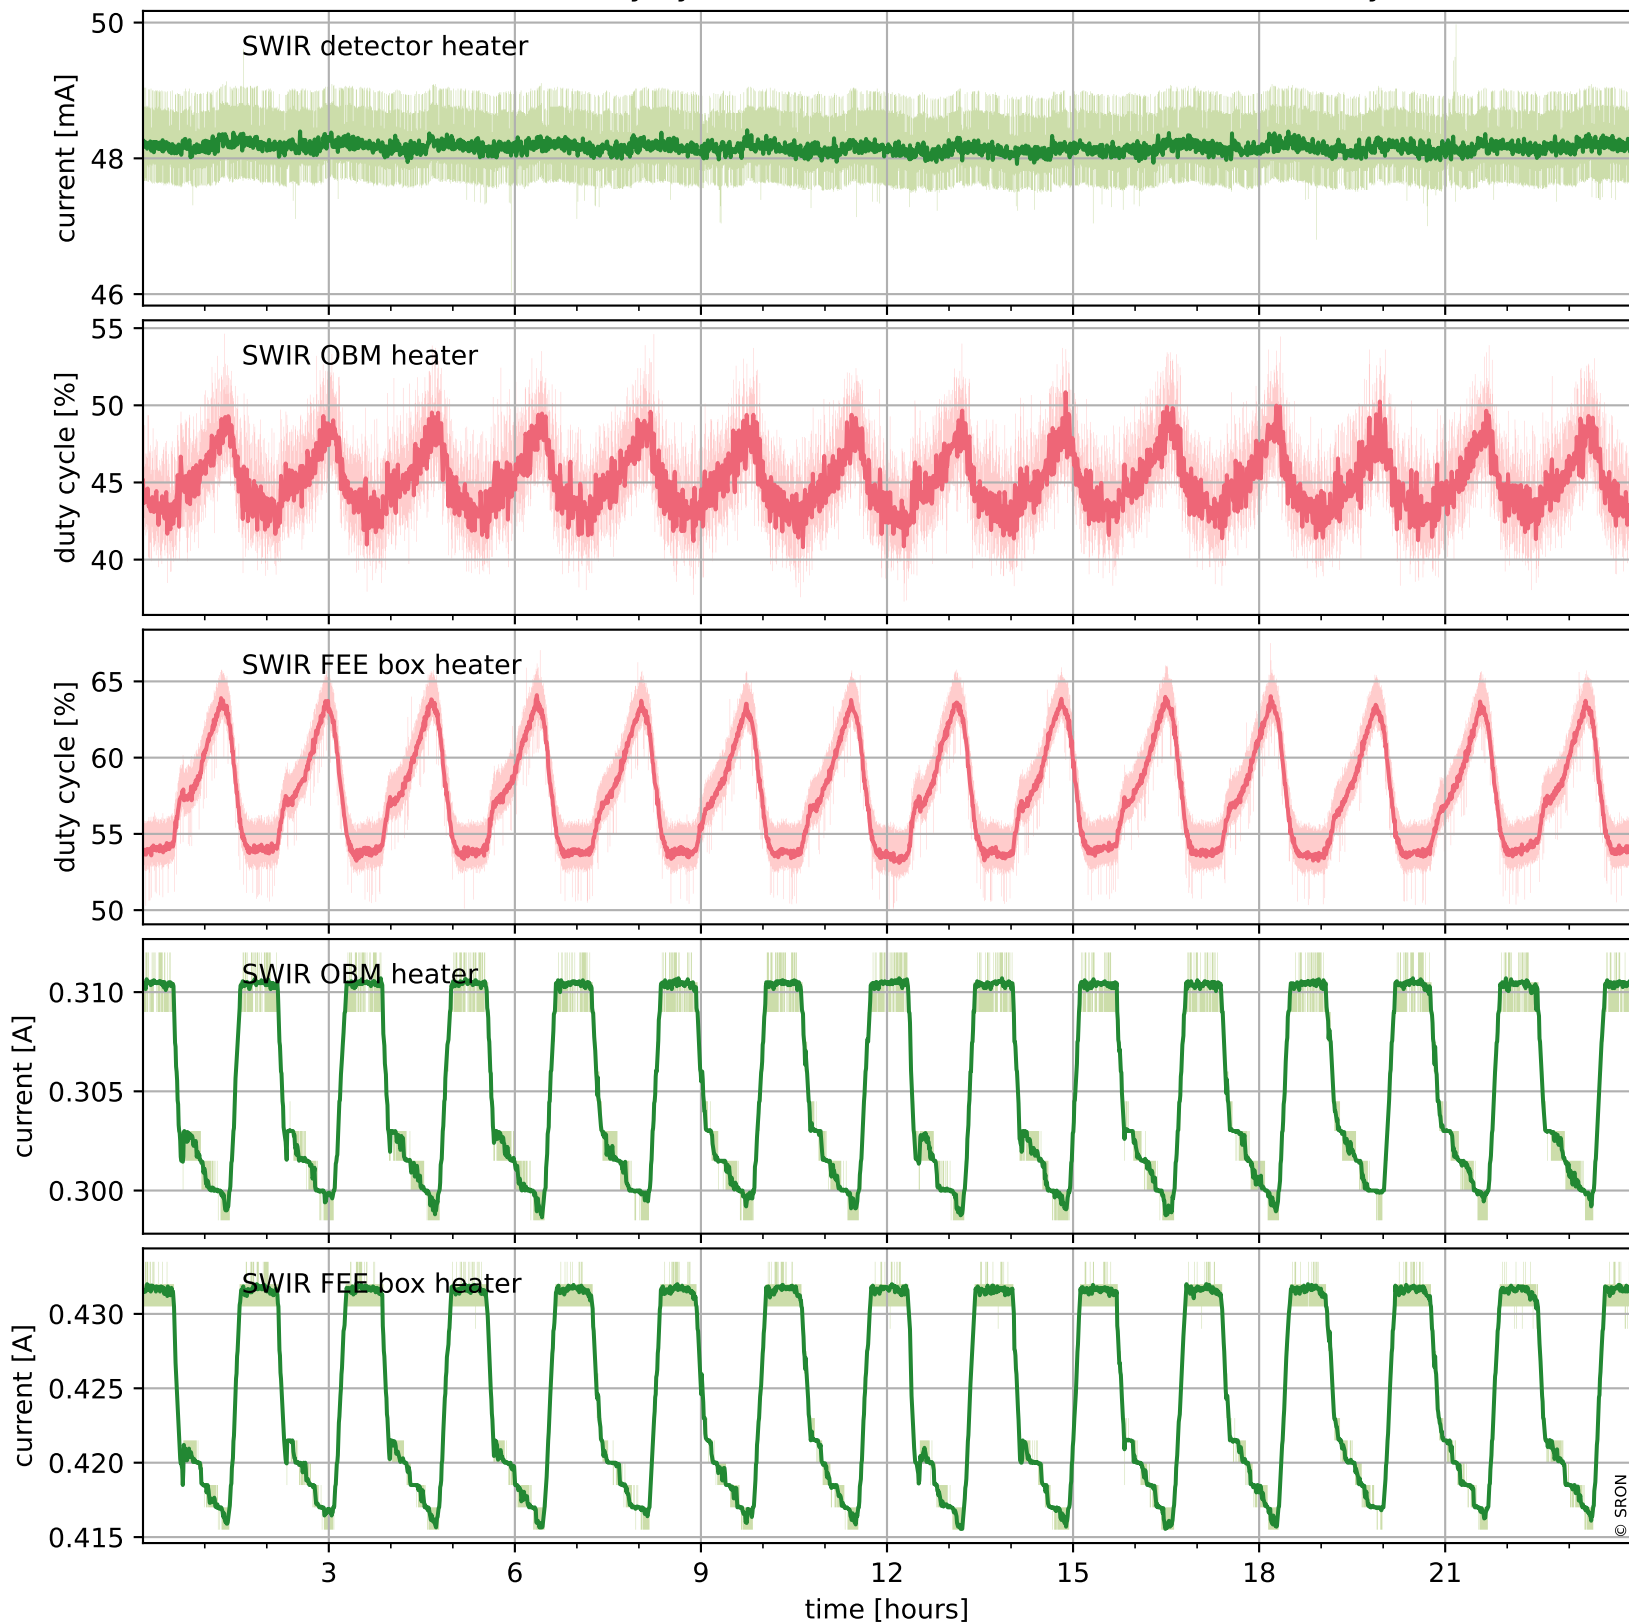 50
SWIR detector heater
current [mA]
48
46
55
SWIR OBM heater
duty cycle [%]
50
45
40
SWIR FEE box heater
65
duty cycle [%]
60
55
50
SWIR OBM heater
0.310
current [A]
0.305
0.300
SWIR FEE box heater
0.430
current [A]
0.425
0.420
0.415
© SRON
3 6 9 12 15 18 21
time [hours]